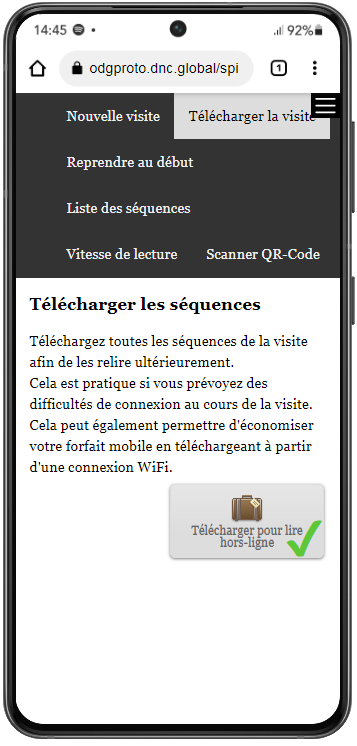 14:45 92%
odgproto.dnc.global/spi 1
Nouvelle visite Télécharger la visite
Reprendre au début
Liste des séquences
Vitesse de lecture Scanner QR-Code
Télécharger les séquences
Téléchargez toutes les séquences de la visite
afin de les relire ultérieurement.
Cela est pratique si vous prévoyez des
difficultés de connexion au cours de la visite.
Cela peut également permettre d'économiser
votre forfait mobile en téléchargeant à partir
d'une connexion WiFi.
Télécharger pour lire
hors-ligne